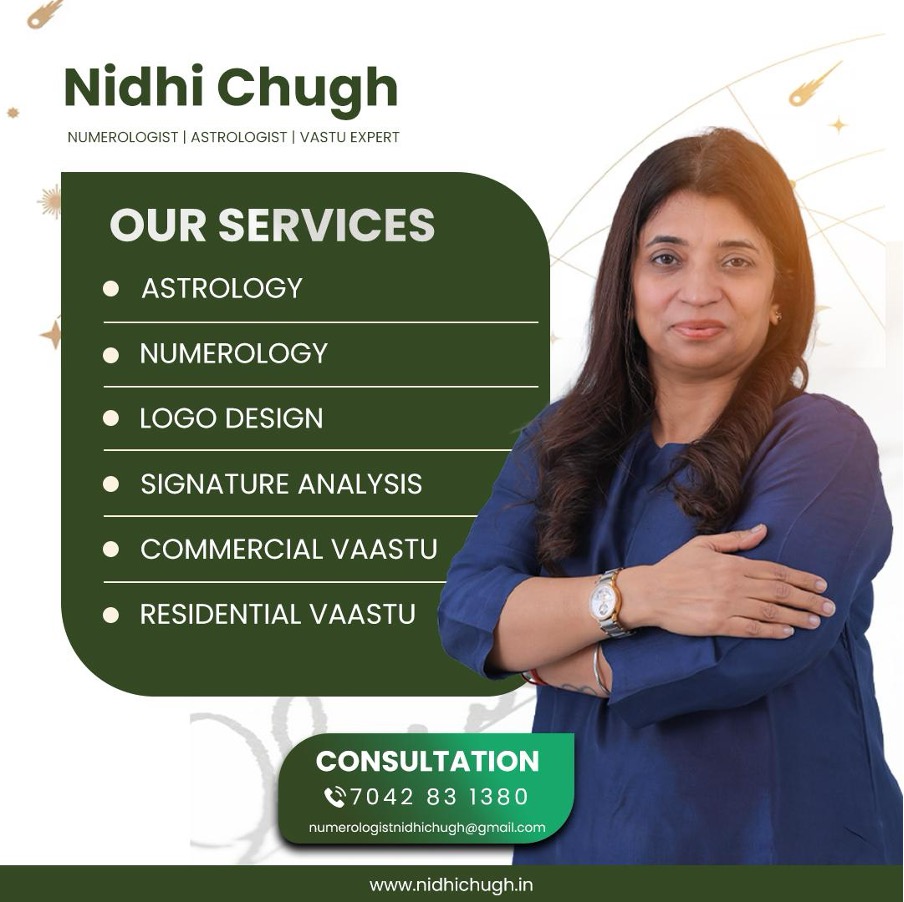 Nidhi Chugh
NUMEROLOGIST | ASTROLOGIST | VASTU EXPERT
OUR SERVICES
ASTROLOGY
NUMEROLOGY
LOGO DESIGN
SIGNATURE ANALYSIS
COMMERCIAL VAASTU
RESIDENTIAL VAASTU
CONSULTATION
7042 83 1380
numerologistnidhichugh@gmail.com
www.nidhichugh.in